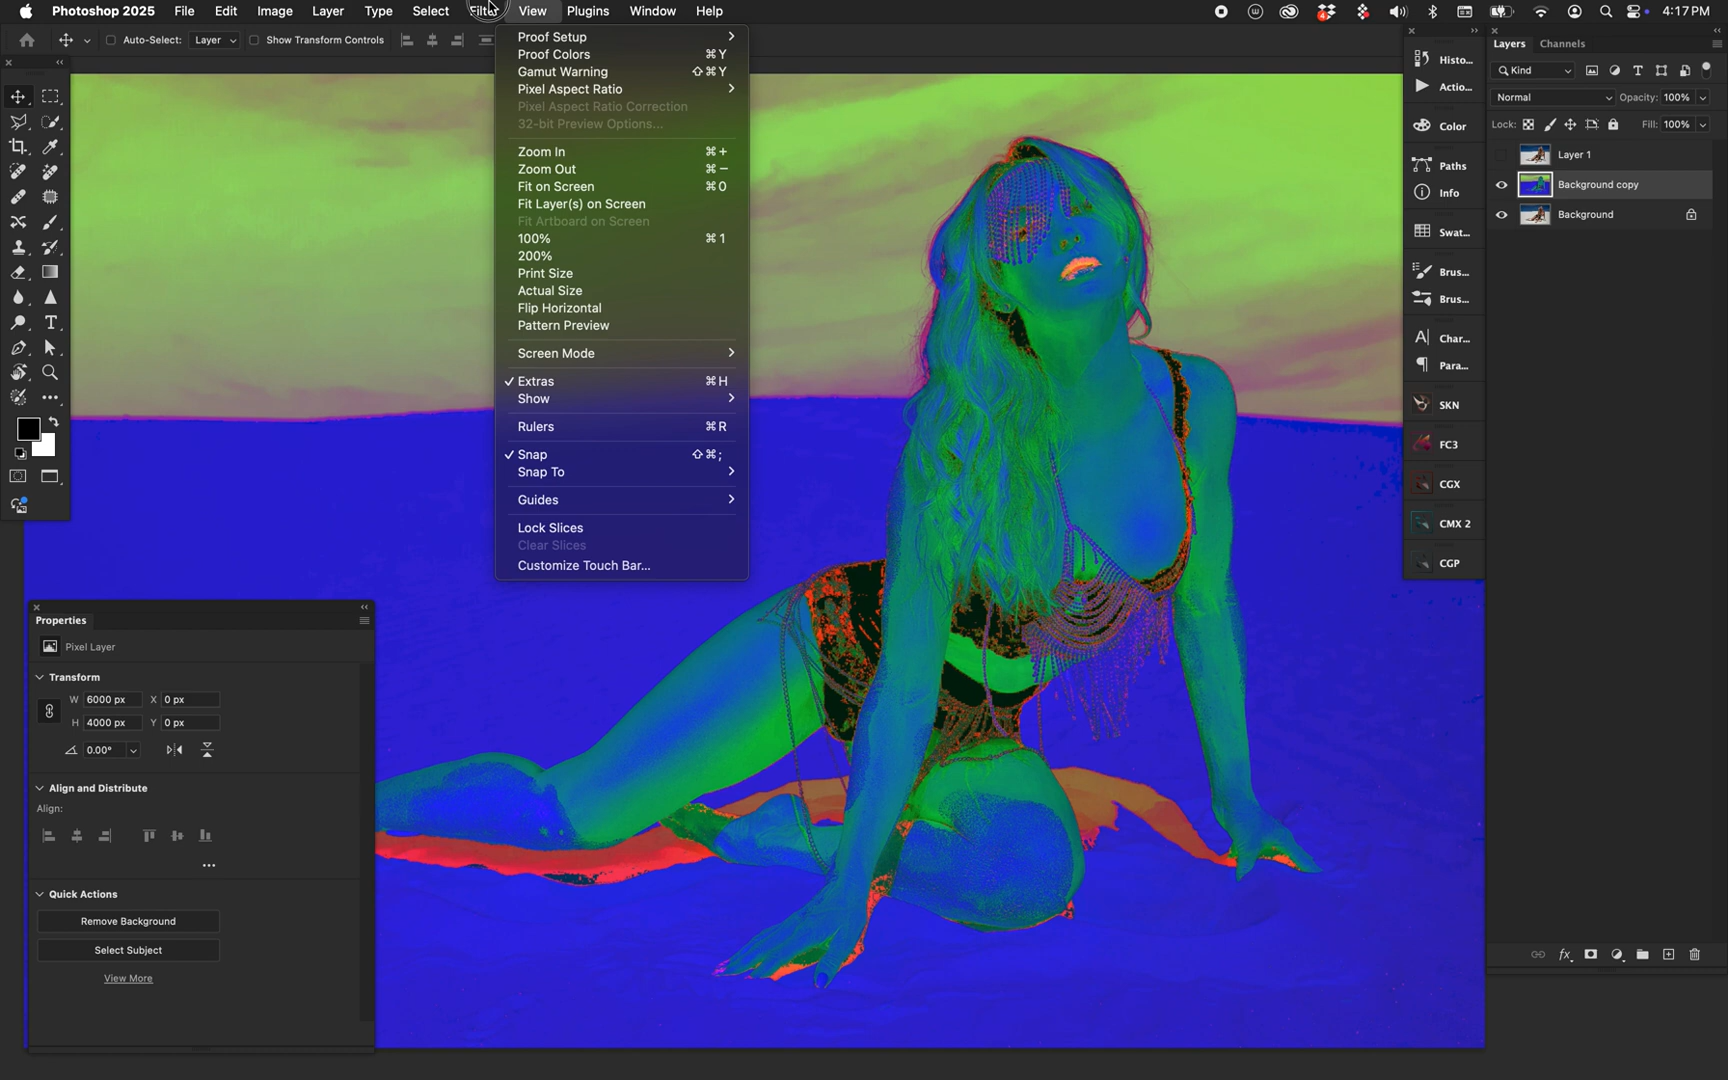 Photoshop 2025 File Edit Image Layer Type Select Filter View Plugins Window Help 4 4:17 PM
Auto-Select: Layer Show Transform Controls
Proof Setup
Proof Colors ⌘Y
Gamut Warning ⇧⌘Y
Pixel Aspect Ratio
Pixel Aspect Ratio Correction
32-bit Preview Options...
Zoom In ⌘+
Zoom Out ⌘−
Fit on Screen ⌘0
Fit Layer(s) on Screen
Fit Artboard on Screen
100% ⌘1
200%
Print Size
Actual Size
Flip Horizontal
Pattern Preview
Screen Mode
✓ Extras ⌘H
Show
Rulers ⌘R
✓ Snap ⇧⌘;
Snap To
Guides
Lock Slices
Clear Slices
Customize Touch Bar...
Histo...
Actio...
Color
Paths
Info
Swat...
Brus...
Brus...
Char...
Para...
SKN
FC3
CGX
CMX 2
CGP
Layers Channels
Kind
Normal Opacity: 100%
Lock: Fill: 100%
Layer 1
Background copy
Background
fx
Properties
Pixel Layer
Transform
W 6000 px X 0 px
H 4000 px Y 0 px
0.00°
Align and Distribute
Align:
Quick Actions
Remove Background
Select Subject
View More